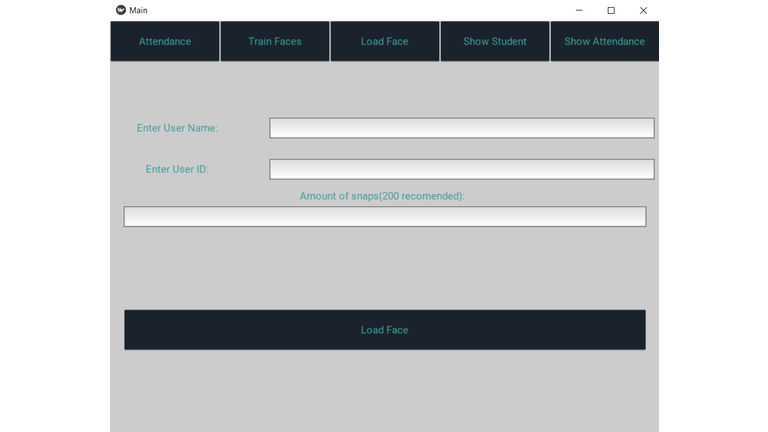 Main
Attendance Train Faces Load Face Show Student Show Attendance
Enter User Name:
Enter User ID:
Amount of snaps(200 recomended):
Load Face